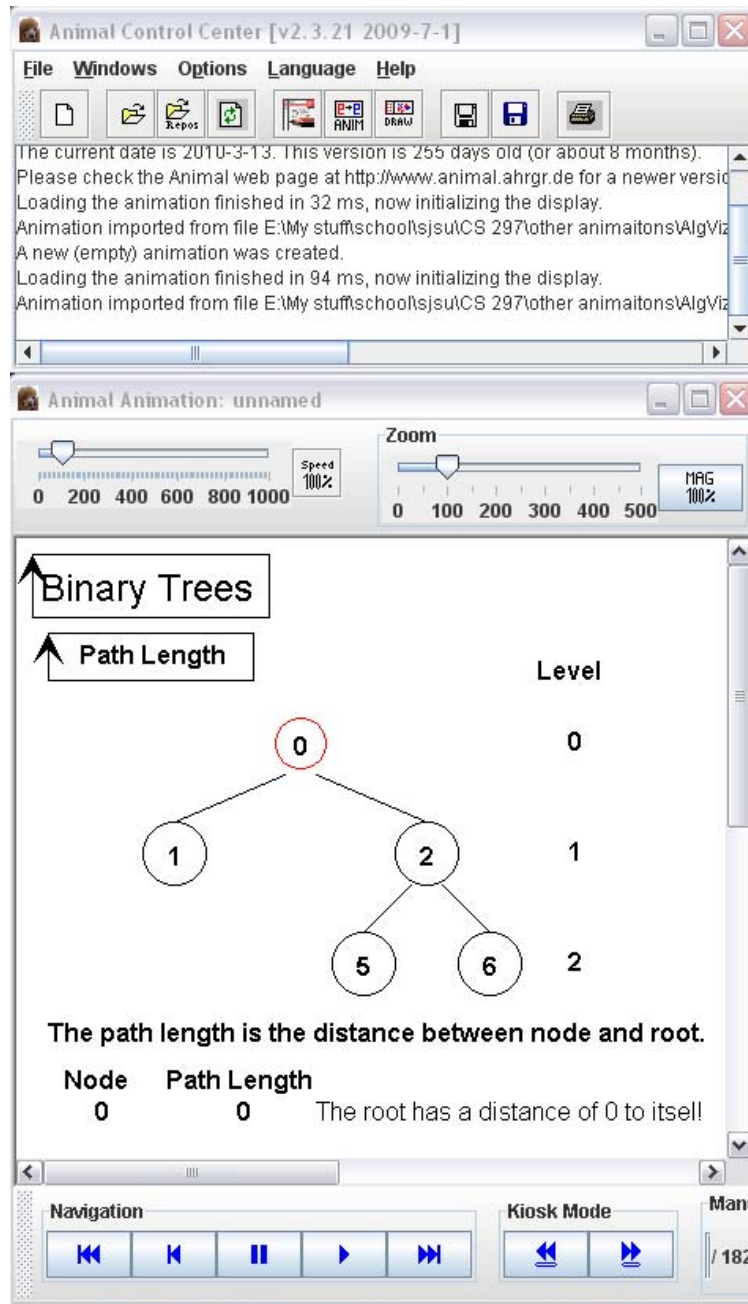 Animal Control Center [v2.3.21 2009-7-1]
File Windows Options Language Help
Repos ANIM DRAW
The current date is 2010-3-13. This version is 255 days old (or about 8 months).
Please check the Animal web page at http://www.animal.ahrgr.de for a newer versic
Loading the animation finished in 32 ms, now initializing the display.
Animation imported from file E:\My stuff\school\sjsu\CS 297\other animaitons\AlgViz
A new (empty) animation was created.
Loading the animation finished in 94 ms, now initializing the display.
Animation imported from file E:\My stuff\school\sjsu\CS 297\other animaitons\AlgViz
Animal Animation: unnamed
Zoom
Speed
100%
MAG
100%
0 200 400 600 800 1000
0 100 200 300 400 500
Binary Trees
Path Length
Level
0 0
1 2 1
5 6 2
The path length is the distance between node and root.
Node Path Length
0 0 The root has a distance of 0 to itself
Navigation
Kiosk Mode
Man
/ 182